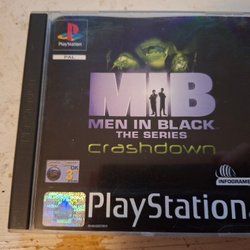 PlayStation
PAL
MIB
MEN IN BLACK
THE SERIES
crashdown
INFOGRAMES
PlayStation